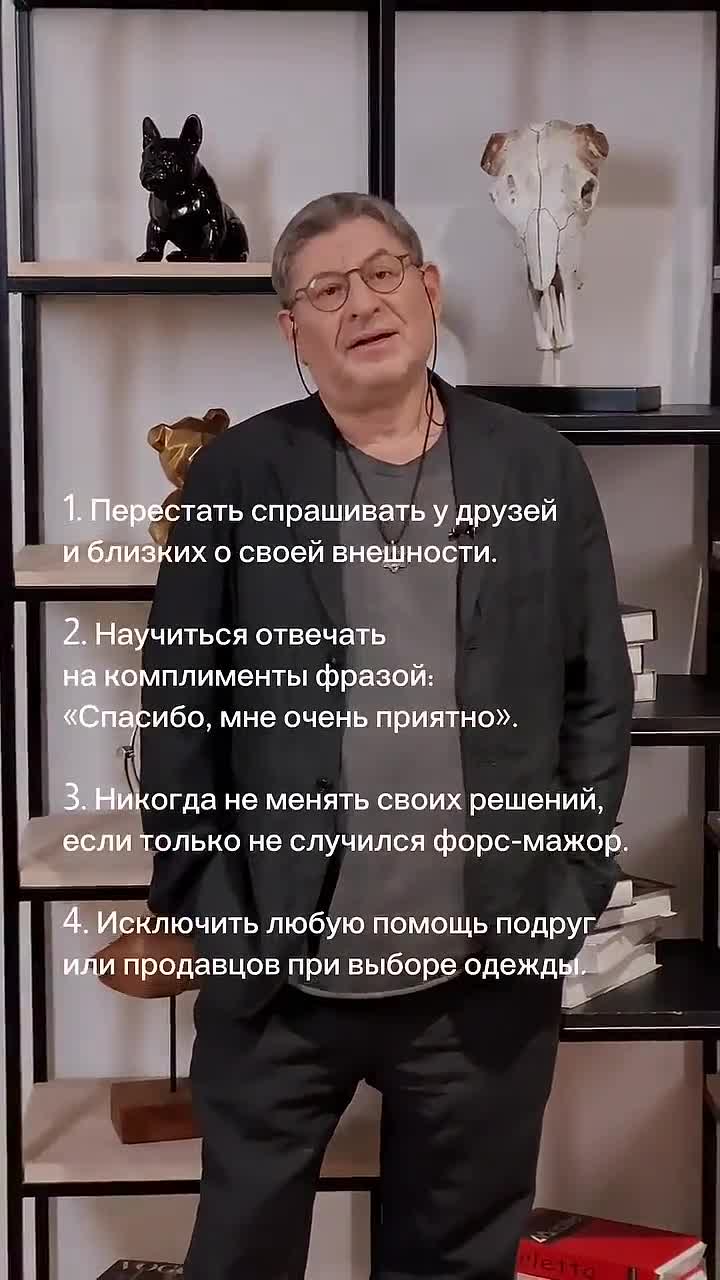 1. Перестать спрашивать у друзей
и близких о своей внешности.
2. Научиться отвечать
на комплименты фразой:
«Спасибо, мне очень приятно».
3. Никогда не менять своих решений,
если только не случился форс-мажор.
4. Исключить любую помощь подруг
или продавцов при выборе одежды.
VOGUE